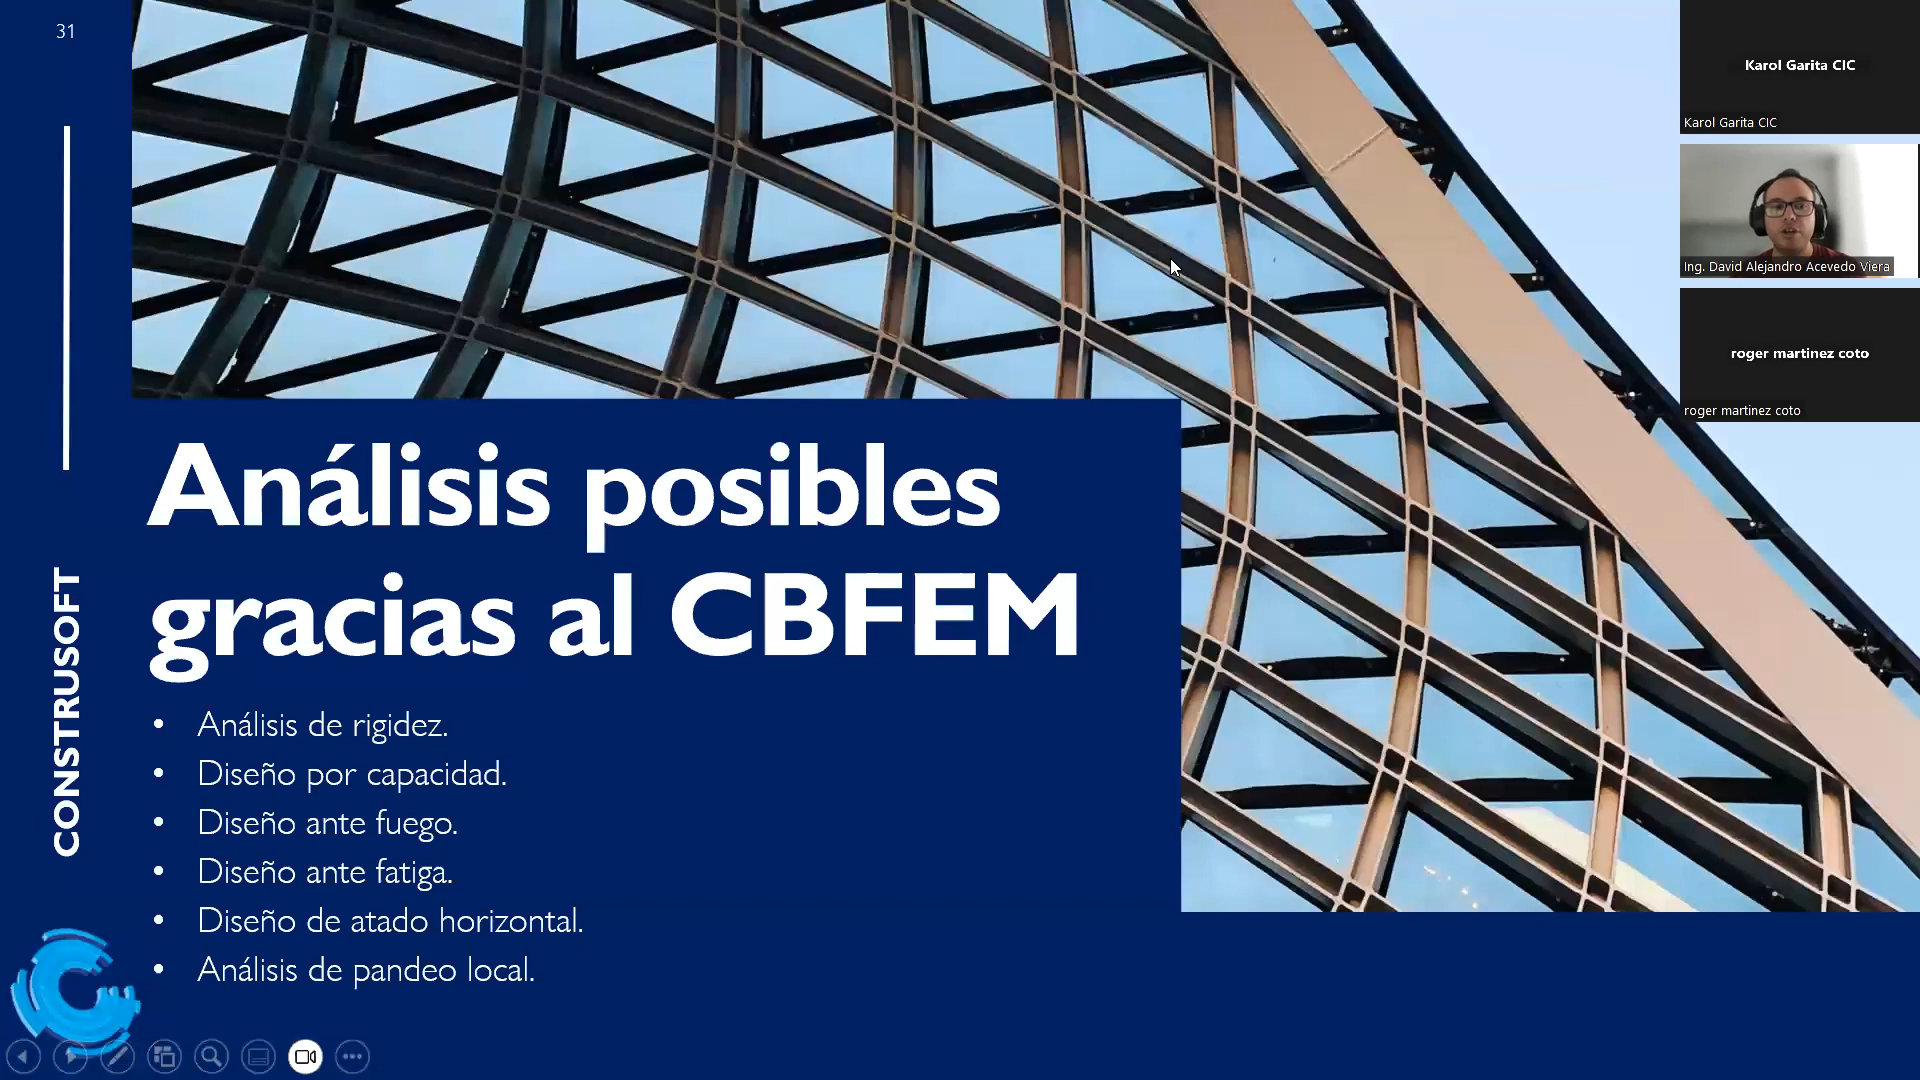 31
CONSTRUSOFT
Análisis posibles
gracias al CBFEM
• Análisis de rigidez.
• Diseño por capacidad.
• Diseño ante fuego.
• Diseño ante fatiga.
• Diseño de atado horizontal.
• Análisis de pandeo local.
Karol Garita CIC
Karol Garita CIC
Ing. David Alejandro Acevedo Viera
roger martinez coto
roger martinez coto